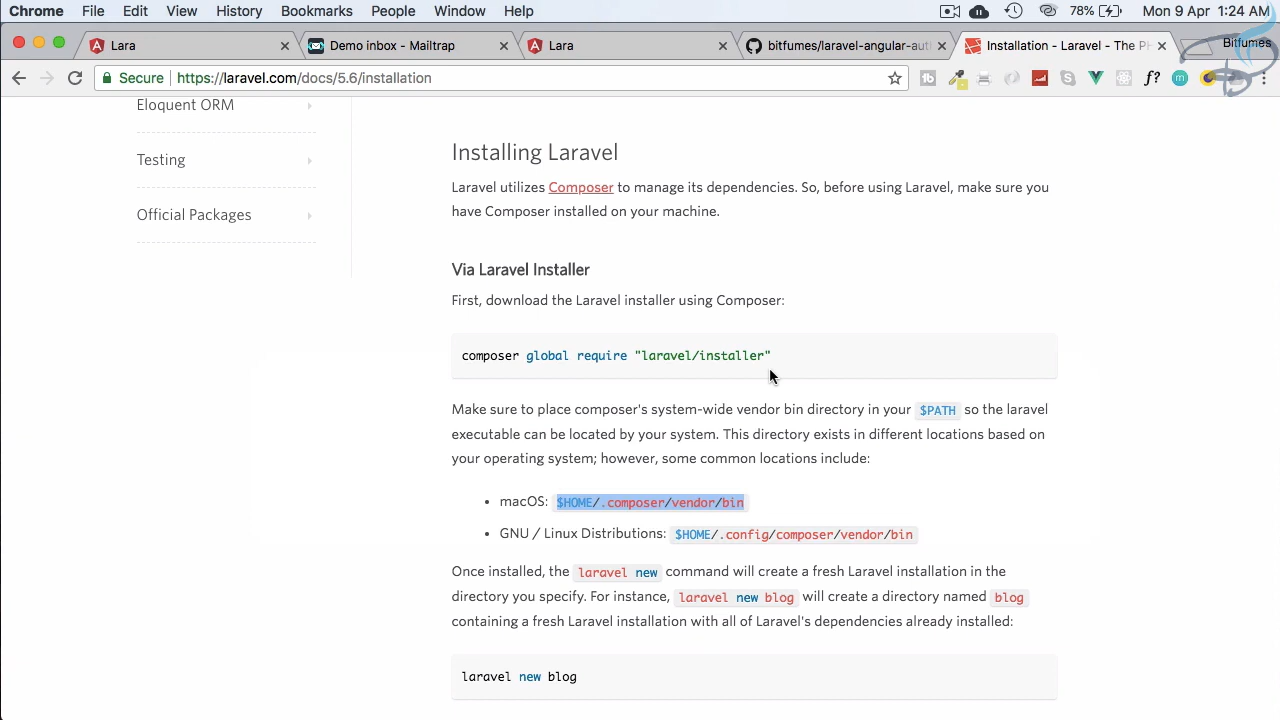 Chrome File Edit View History Bookmarks People Window Help 78% Mon 9 Apr 1:24 AM
Lara Demo inbox - Mailtrap Lara bitfumes/laravel-angular-aut Installation - Laravel - The PH Bitfumes
Secure https://laravel.com/docs/5.6/installation
Eloquent ORM
Testing
Official Packages
Installing Laravel
Laravel utilizes Composer to manage its dependencies. So, before using Laravel, make sure you
have Composer installed on your machine.
Via Laravel Installer
First, download the Laravel installer using Composer:
composer global require "laravel/installer"
Make sure to place composer's system-wide vendor bin directory in your $PATH so the laravel
executable can be located by your system. This directory exists in different locations based on
your operating system; however, some common locations include:
• macOS: $HOME/.composer/vendor/bin
• GNU / Linux Distributions: $HOME/.config/composer/vendor/bin
Once installed, the laravel new command will create a fresh Laravel installation in the
directory you specify. For instance, laravel new blog will create a directory named blog
containing a fresh Laravel installation with all of Laravel's dependencies already installed:
laravel new blog